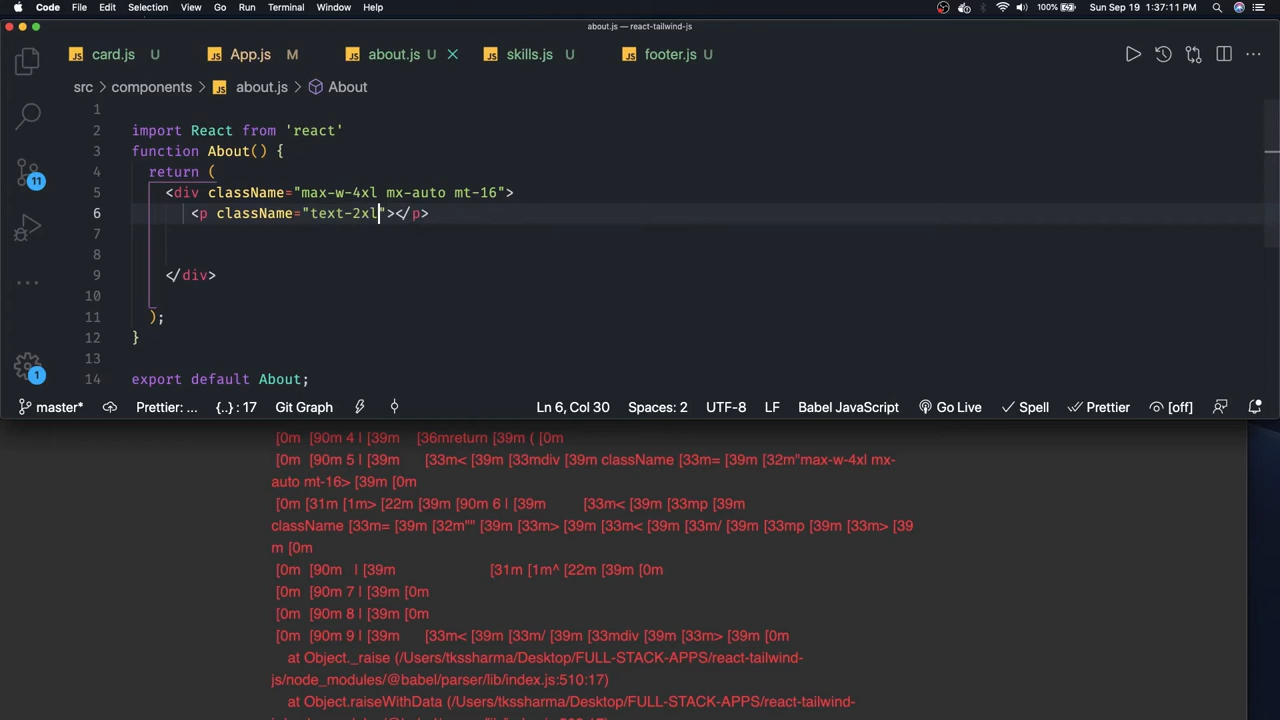 Code File Edit Selection View Go Run Terminal Window Help 100% Sun Sep 19 1:37:11 PM
about.js — react-tailwind-js
JS card.js U JS App.js M JS about.js U JS skills.js U JS footer.js U
src > components > JS about.js > About
1
2 import React from 'react'
3 function About() {
4 return (
5 <div className="max-w-4xl mx-auto mt-16">
6 <p className="text-2xl"></p>
7
8
9 </div>
10
11 );
12 }
13
14 export default About;
11
1
master* Prettier: ... {..} : 17 Git Graph Ln 6, Col 30 Spaces: 2 UTF-8 LF Babel JavaScript Go Live Spell Prettier [off]
[0m [90m 4 | [39m [36mreturn [39m ( [0m
[0m [90m 5 | [39m [33m< [39m [33mdiv [39m className [33m= [39m [32m"max-w-4xl mx-
auto mt-16> [39m [0m
[0m [31m [1m> [22m [39m [90m 6 | [39m [33m< [39m [33mp [39m
className [33m= [39m [32m"" [39m [33m> [39m [33m< [39m [33m/ [39m [33mp [39m [33m> [39
m [0m
[0m [90m | [39m [31m [1m^ [22m [39m [0m
[0m [90m 7 | [39m [0m
[0m [90m 8 | [39m [0m
[0m [90m 9 | [39m [33m< [39m [33m/ [39m [33mdiv [39m [33m> [39m [0m
at Object._raise (/Users/tkssharma/Desktop/FULL-STACK-APPS/react-tailwind-
js/node_modules/@babel/parser/lib/index.js:510:17)
at Object.raiseWithData (/Users/tkssharma/Desktop/FULL-STACK-APPS/react-tailwind-